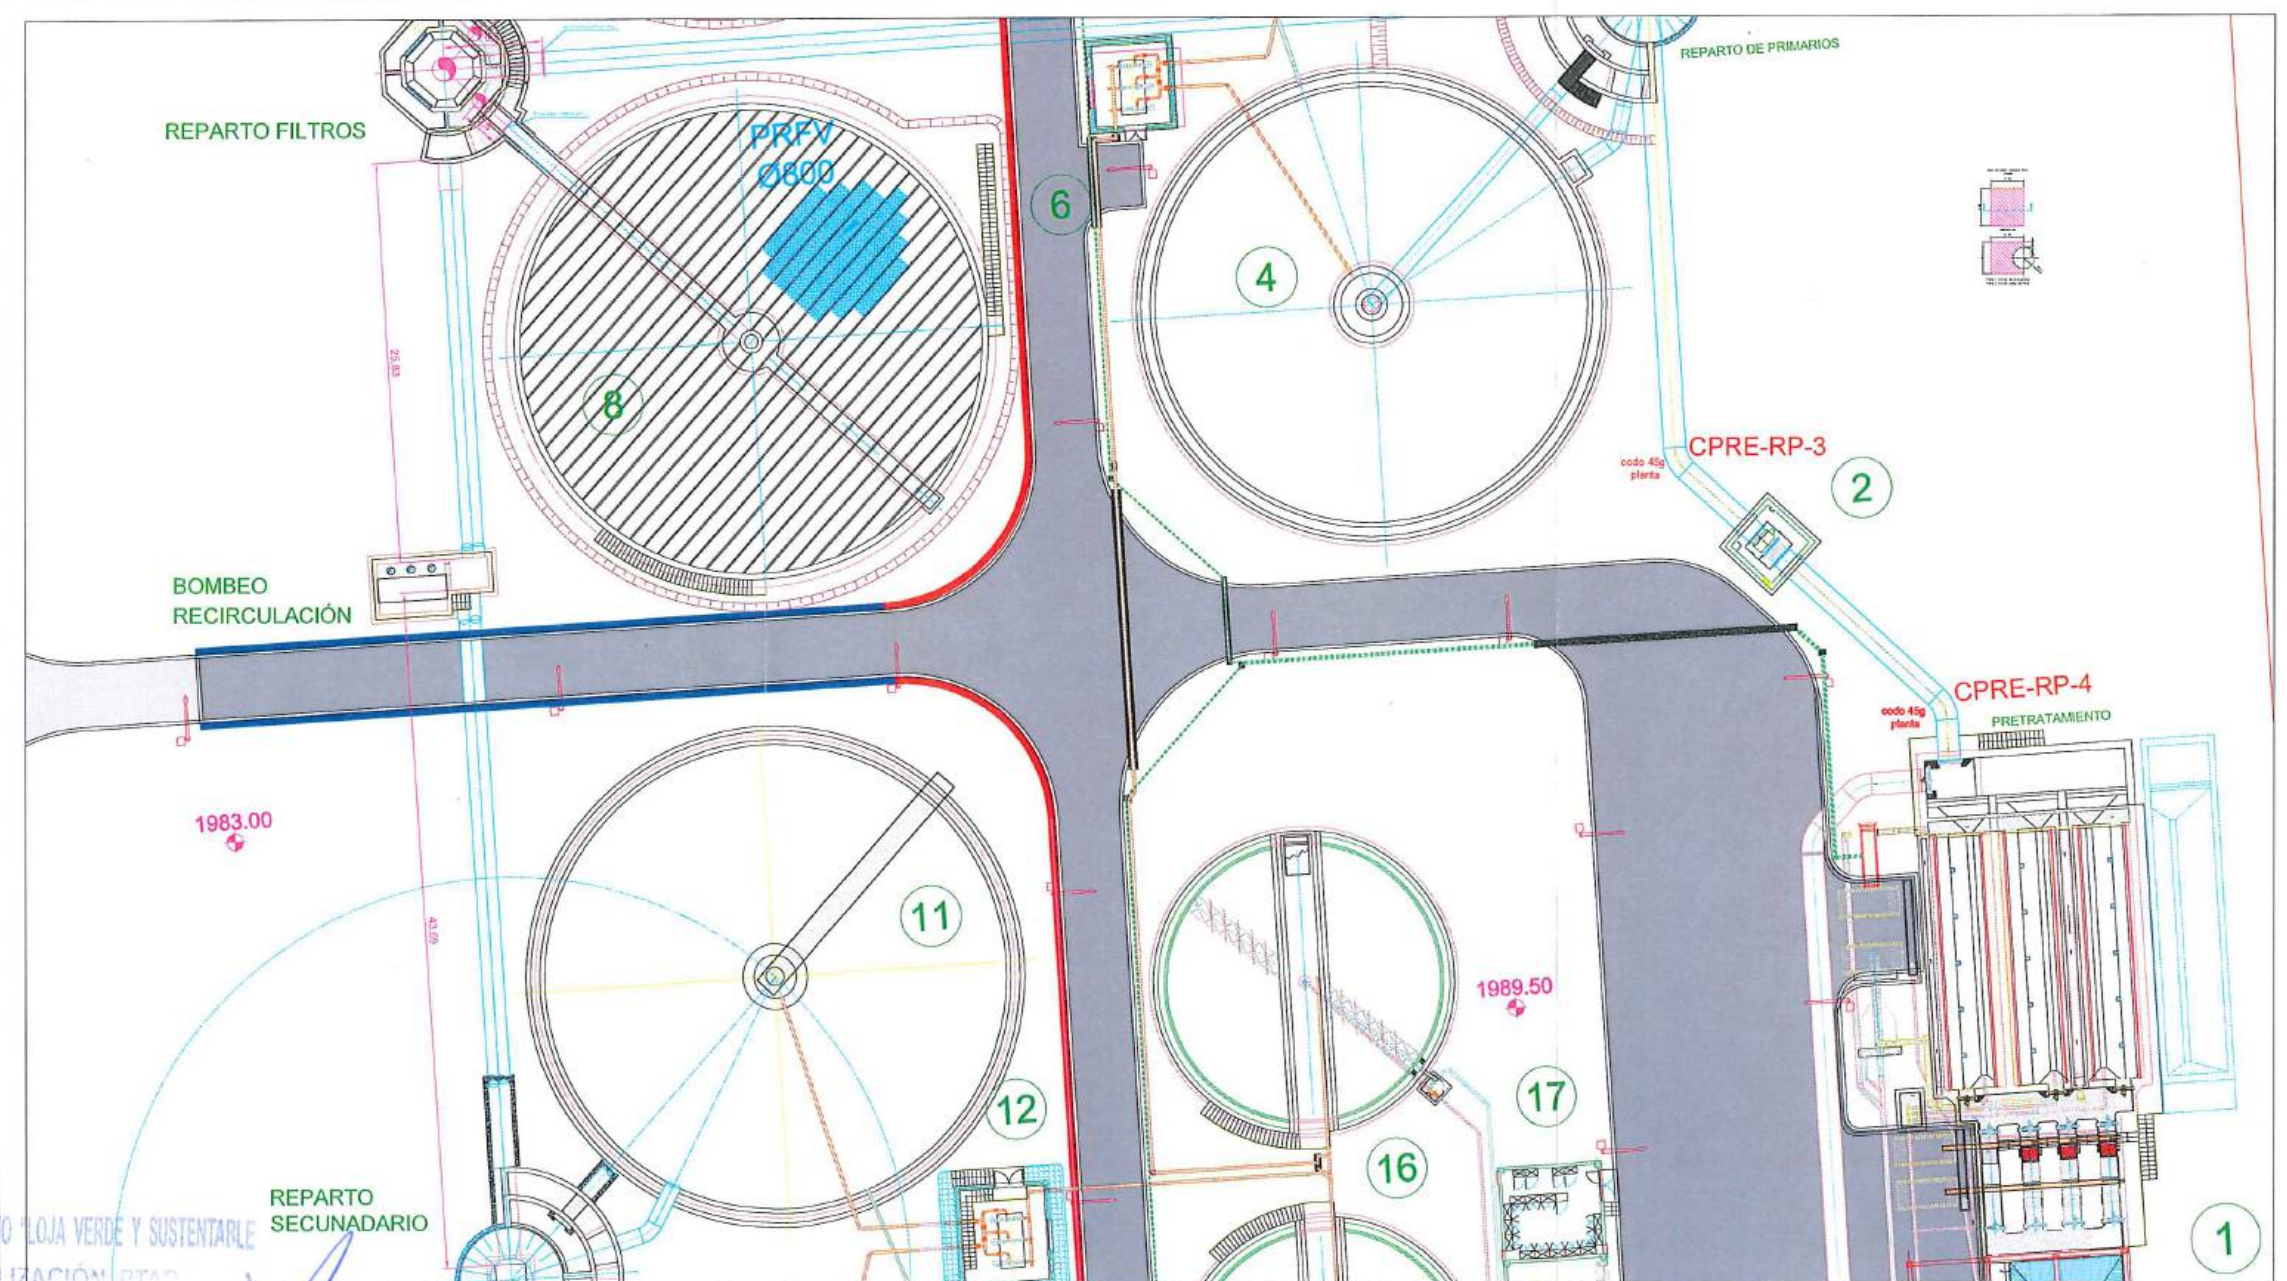 REPARTO DE PRIMARIOS
REPARTO FILTROS
PRFV
Ø800
6
4
25.83
8
CPRE-RP-3
codo 45g
planta
2
BOMBEO
RECIRCULACIÓN
CPRE-RP-4
codo 45g
planta
PRETRATAMIENTO
1983.00
11
43.69
1989.50
12
17
16
REPARTO
SECUNADARIO
O "LOJA VERDE Y SUSTENTABLE
1